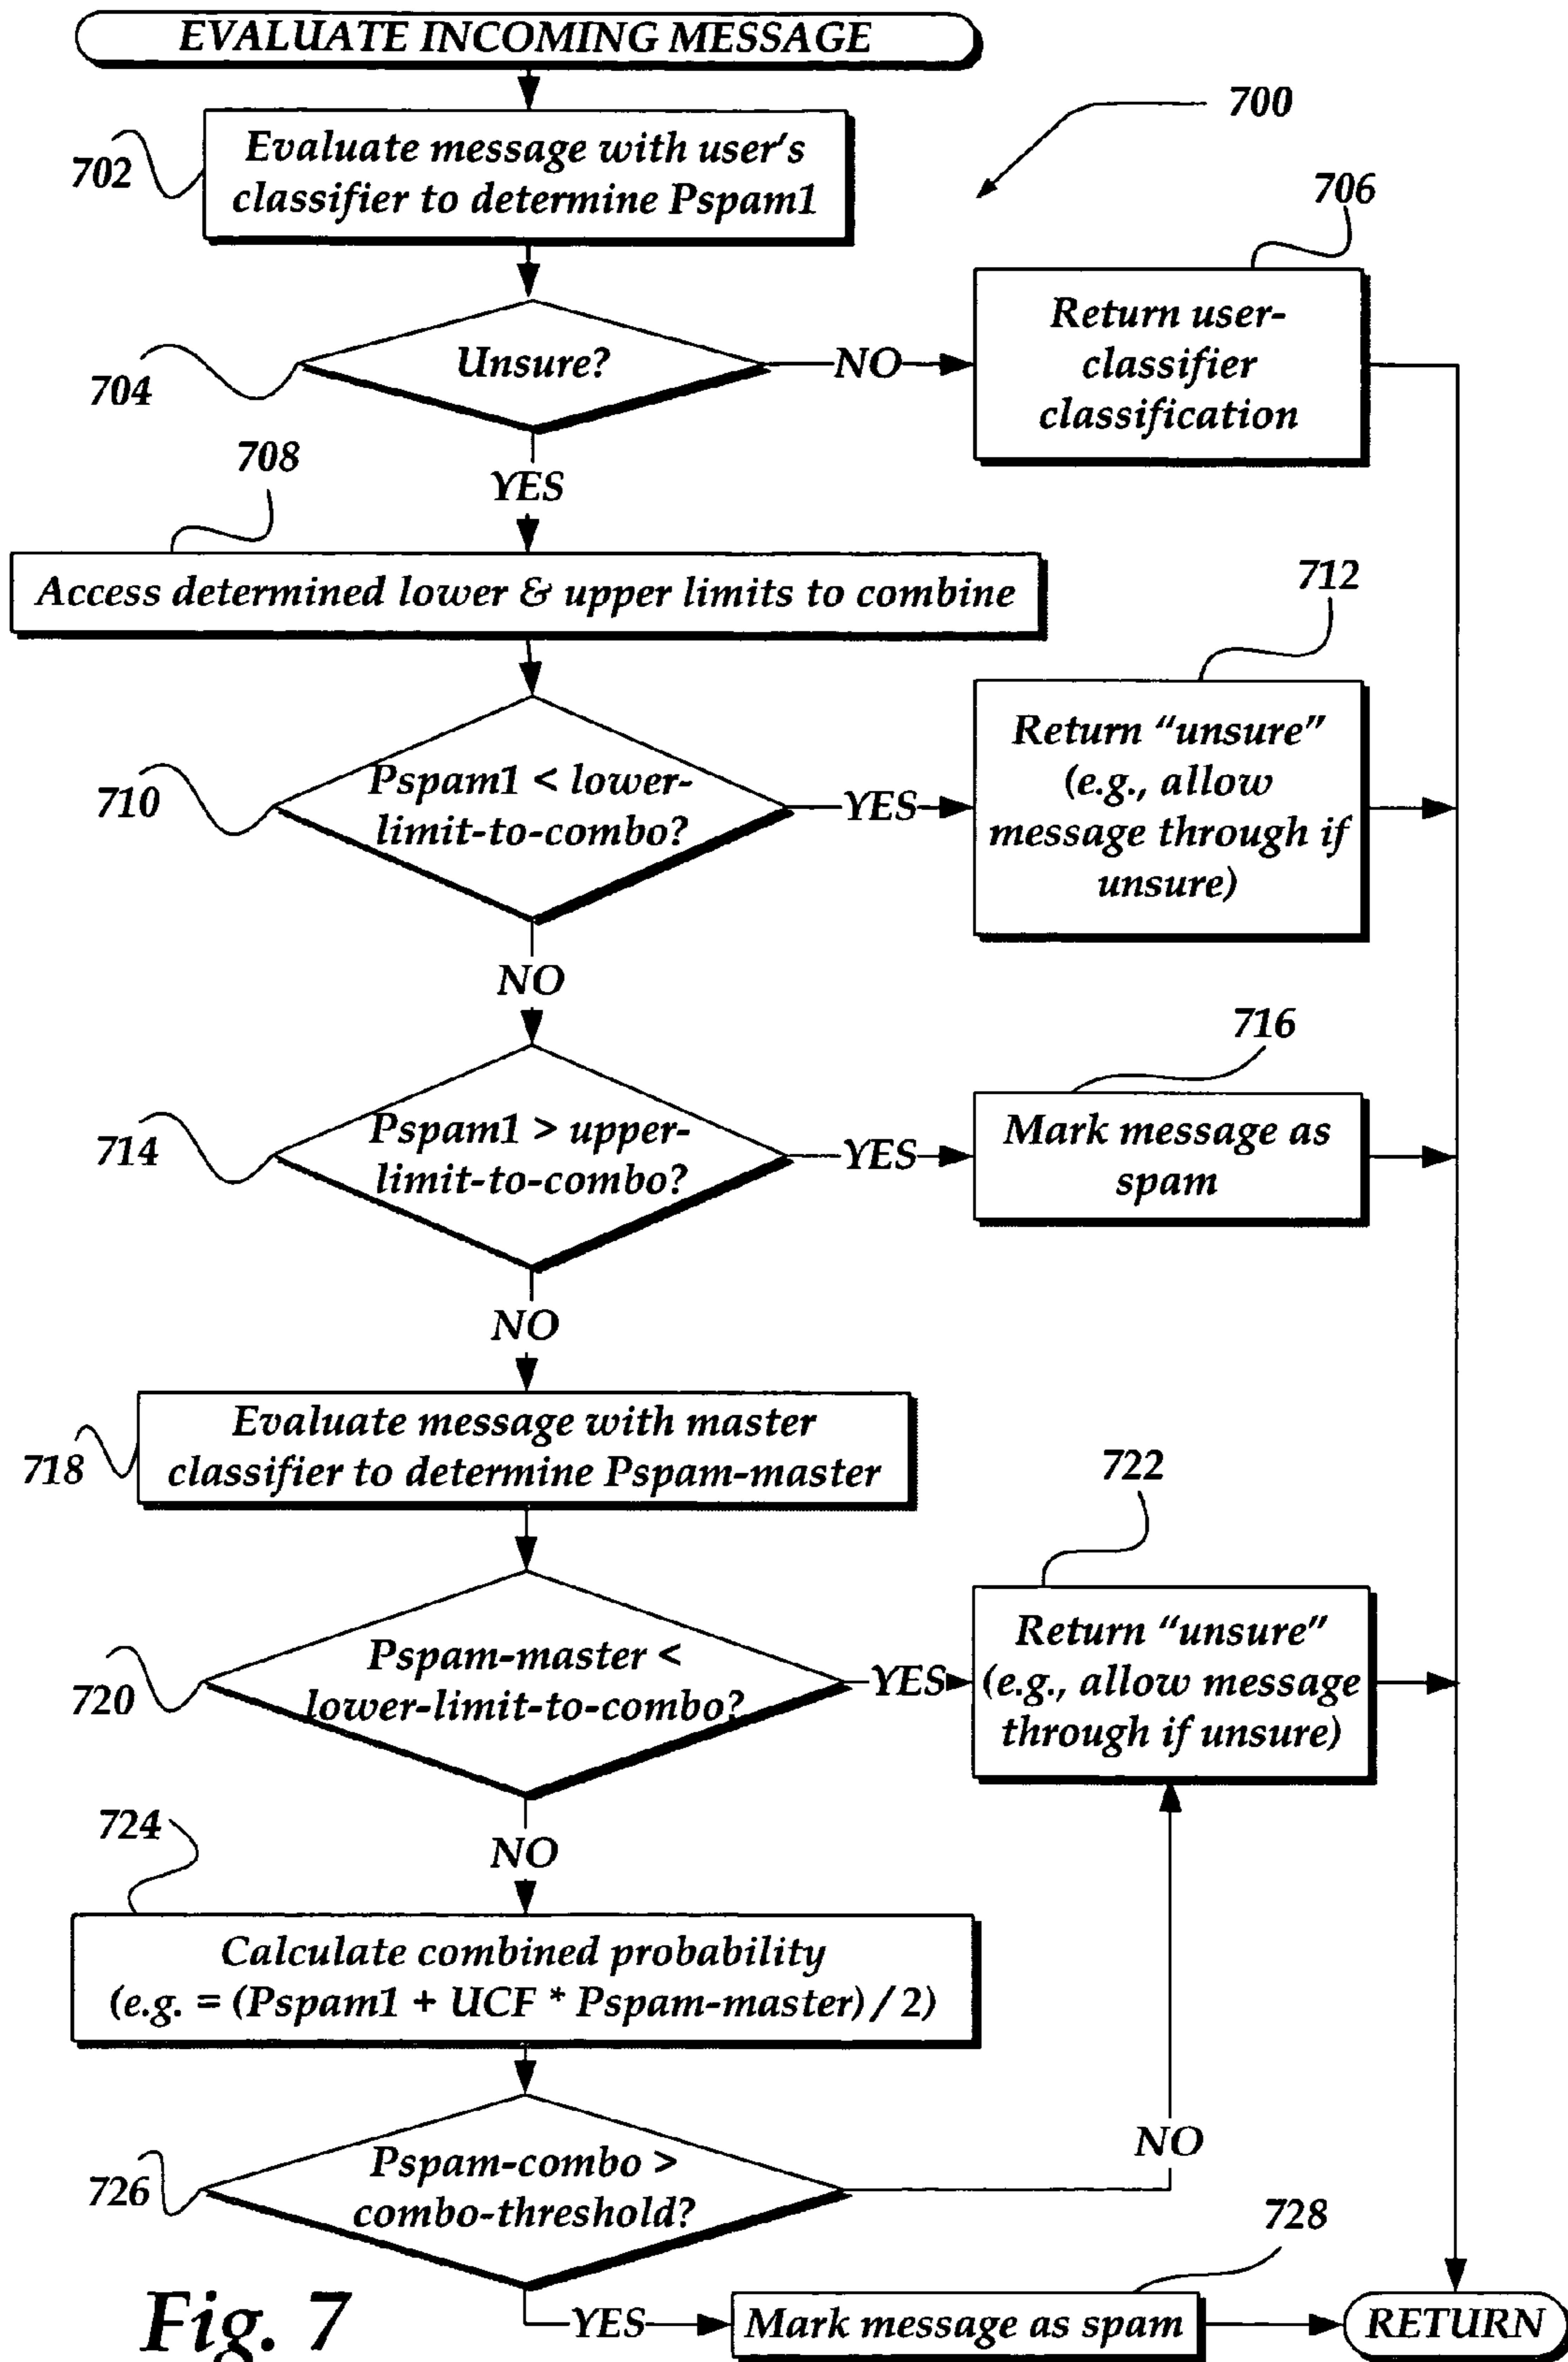 EVALUATE INCOMING MESSAGE
700
702
Evaluate message with user's
classifier to determine Pspam1
706
704
Unsure?
NO
Return user-
classifier
classification
YES
708
Access determined lower & upper limits to combine
710
Pspam1 < lower-
limit-to-combo?
YES
712
Return “unsure”
(e.g., allow
message through if
unsure)
NO
714
Pspam1 > upper-
limit-to-combo?
YES
716
Mark message as
spam
NO
718
Evaluate message with master
classifier to determine Pspam-master
720
Pspam-master <
lower-limit-to-combo?
YES
722
Return “unsure”
(e.g., allow message
through if unsure)
NO
724
Calculate combined probability
(e.g. = (Pspam1 + UCF * Pspam-master) / 2)
726
Pspam-combo >
combo-threshold?
NO
YES
728
Mark message as spam
RETURN
Fig. 7